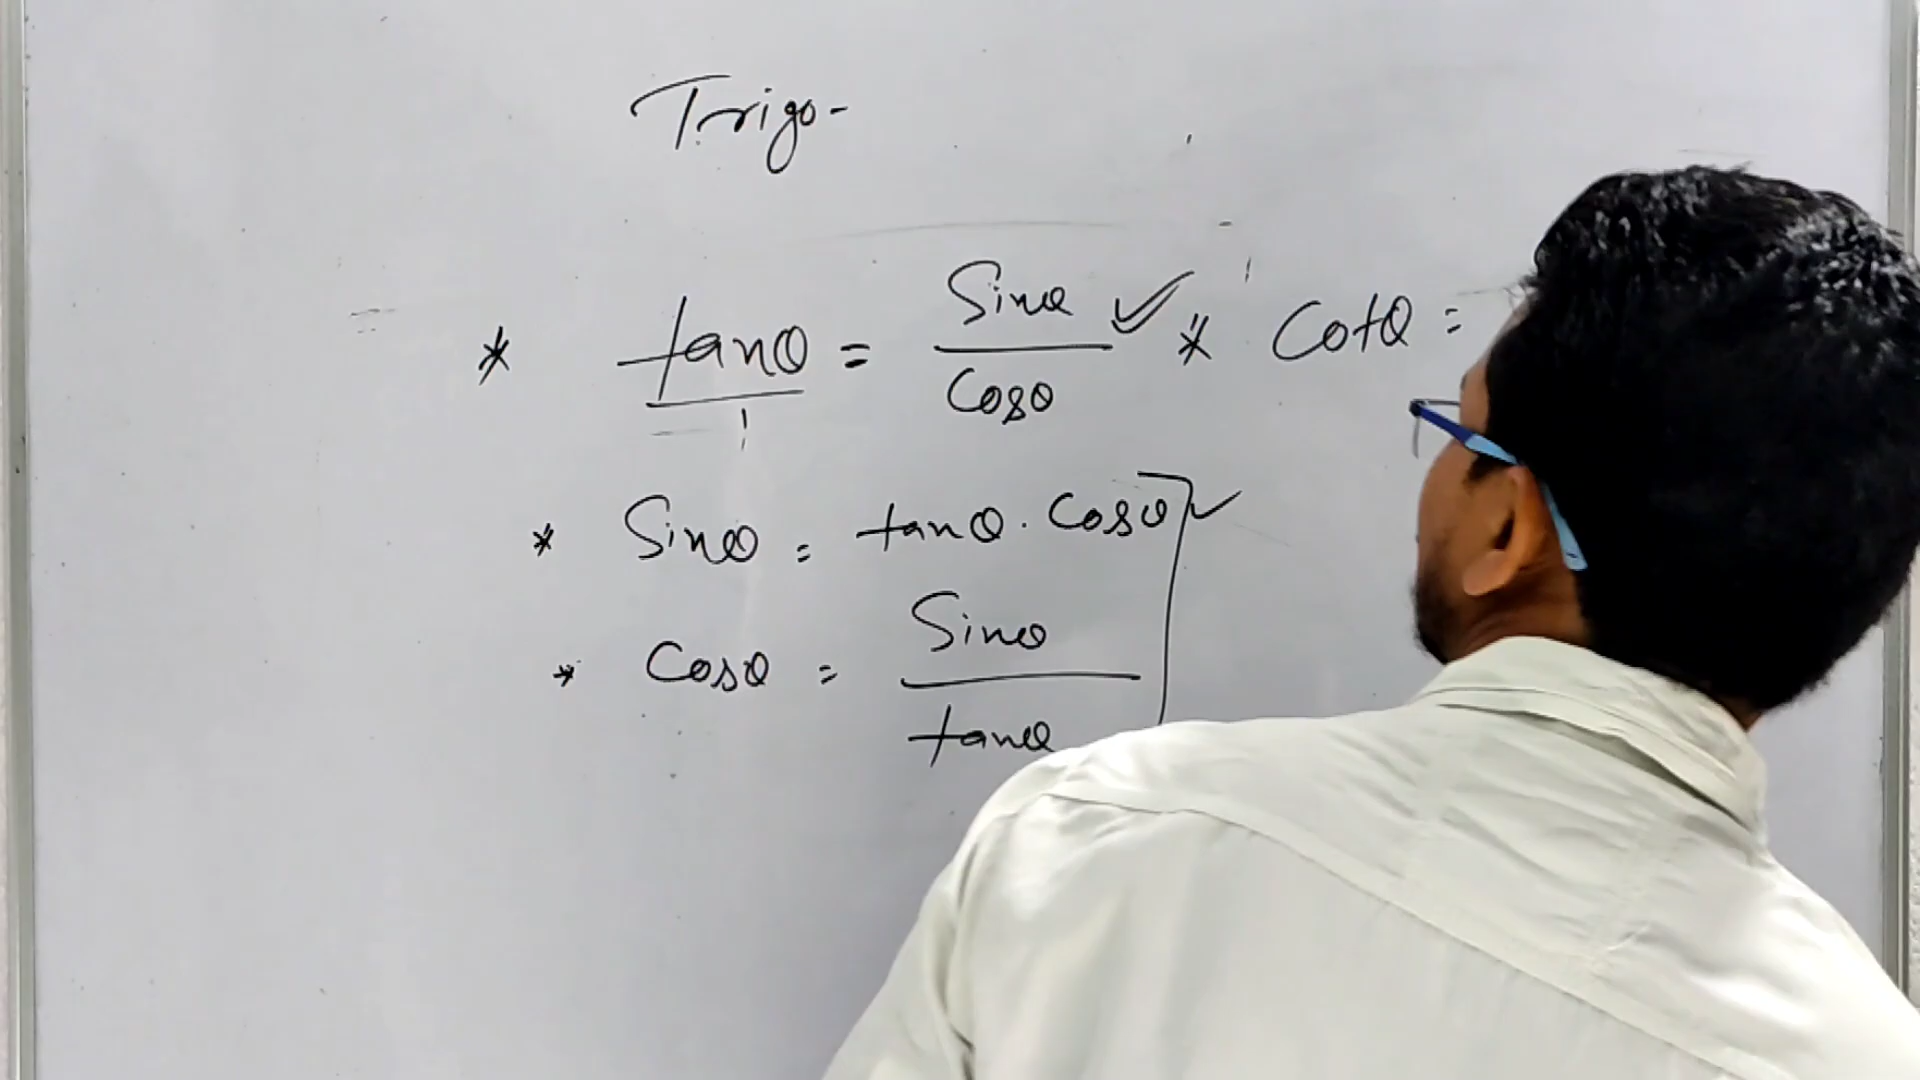 Trigo-
* tanθ/1 = Sinθ/Cosθ ✓ * Cotθ =
* Sinθ = tanθ . Cosθ ✓
* Cosθ = Sinθ/tanθ